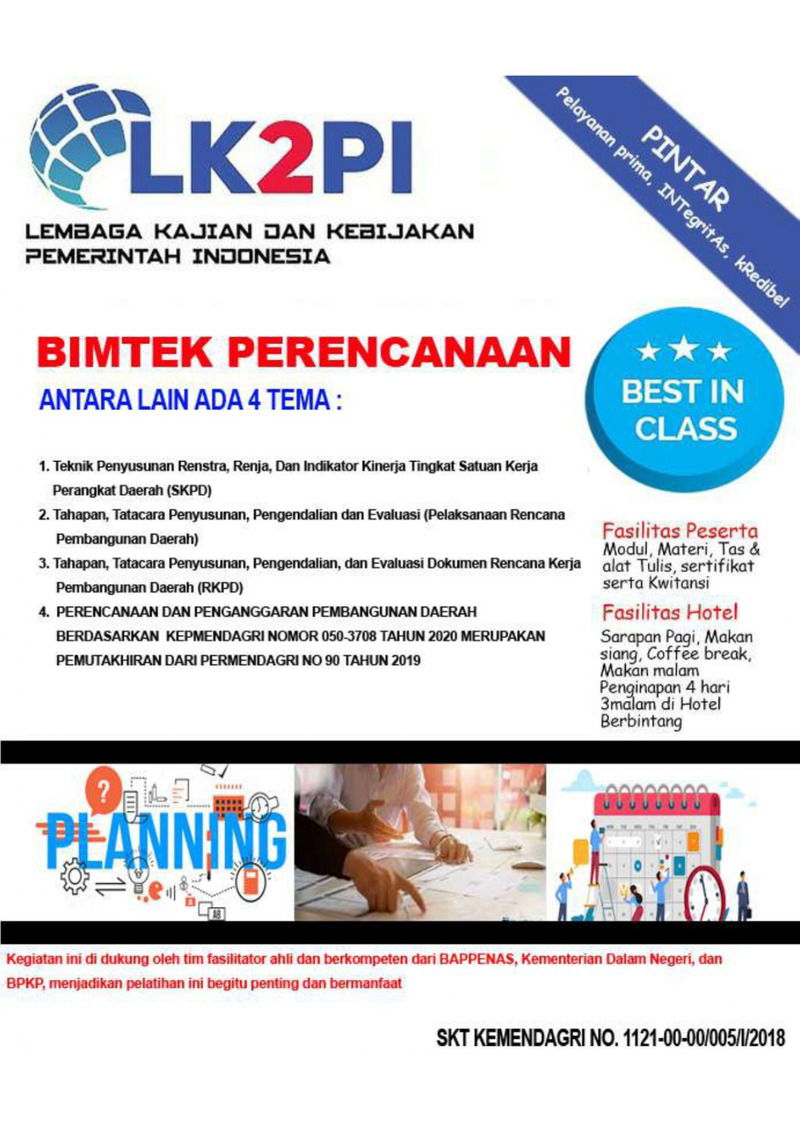 LK2PI
LEMBAGA KAJIAN DAN KEBIJAKAN
PEMERINTAH INDONESIA
PINTAR
Pelayanan prima, INTegritAs, kRedibel
BIMTEK PERENCANAAN
ANTARA LAIN ADA 4 TEMA :
BEST IN
CLASS
1. Teknik Penyusunan Renstra, Renja, Dan Indikator Kinerja Tingkat Satuan Kerja
Perangkat Daerah (SKPD)
2. Tahapan, Tatacara Penyusunan, Pengendalian dan Evaluasi (Pelaksanaan Rencana
Pembangunan Daerah)
3. Tahapan, Tatacara Penyusunan, Pengendalian, dan Evaluasi Dokumen Rencana Kerja
Pembangunan Daerah (RKPD)
4. PERENCANAAN DAN PENGANGGARAN PEMBANGUNAN DAERAH
BERDASARKAN KEPMENDAGRI NOMOR 050-3708 TAHUN 2020 MERUPAKAN
PEMUTAKHIRAN DARI PERMENDAGRI NO 90 TAHUN 2019
Fasilitas Peserta
Modul, Materi, Tas &
alat Tulis, sertifikat
serta Kwitansi
Fasilitas Hotel
Sarapan Pagi, Makan
siang, Coffee break,
Makan malam
Penginapan 4 hari
3malam di Hotel
Berbintang
?
PLANNING
AB
Kegiatan ini di dukung oleh tim fasilitator ahli dan berkompeten dari BAPPENAS, Kementerian Dalam Negeri, dan
BPKP, menjadikan pelatihan ini begitu penting dan bermanfaat
SKT KEMENDAGRI NO. 1121-00-00/005/I/2018